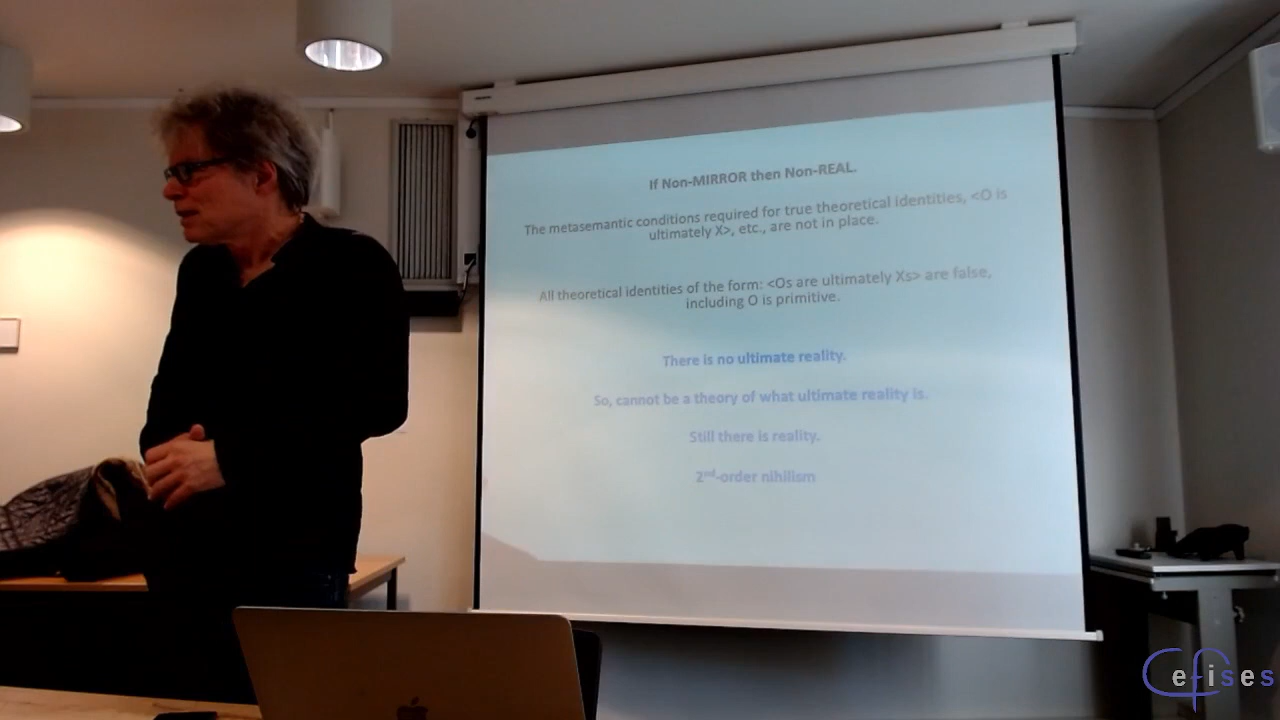 If Non-MIRROR then Non-REAL.
The metasemantic conditions required for true theoretical identities, <O is
ultimately X>, etc., are not in place.
All theoretical identities of the form: <Os are ultimately Xs> are false,
including O is primitive.
There is no ultimate reality.
So, cannot be a theory of what ultimate reality is.
Still there is reality.
2nd-order nihilism
Cefises